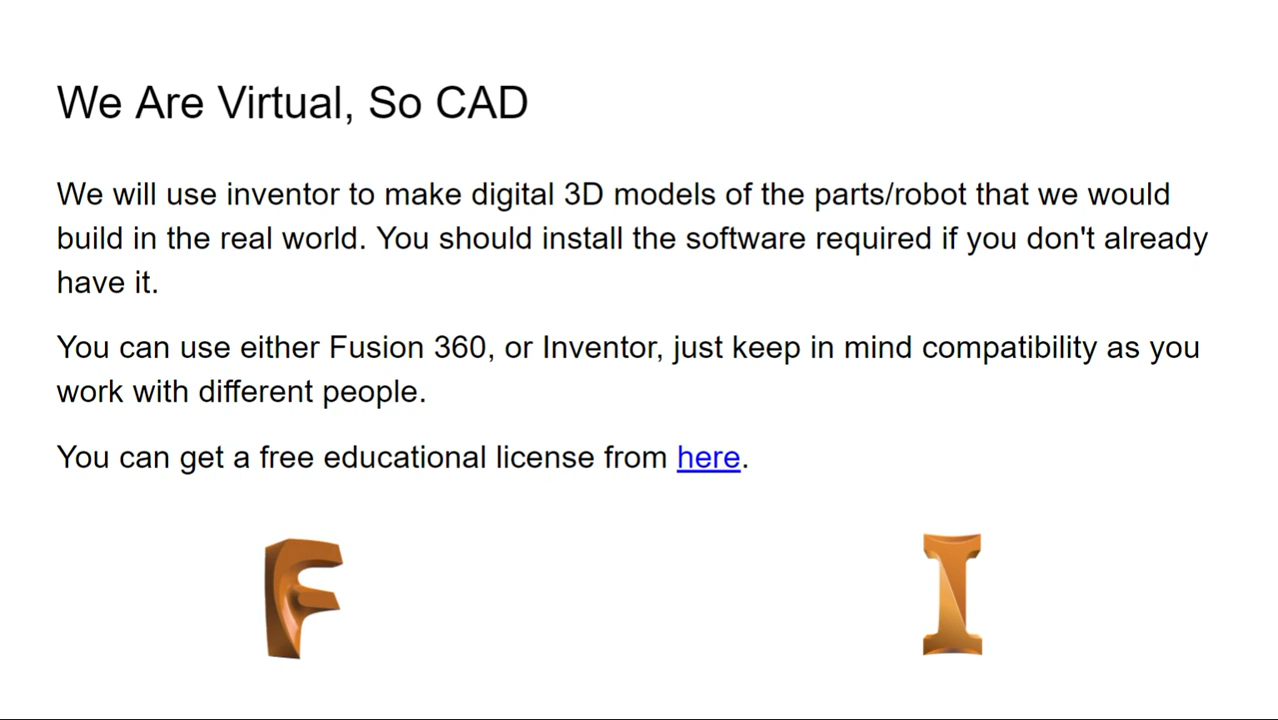 We Are Virtual, So CAD
We will use inventor to make digital 3D models of the parts/robot that we would
build in the real world. You should install the software required if you don't already
have it.
You can use either Fusion 360, or Inventor, just keep in mind compatibility as you
work with different people.
You can get a free educational license from here.
F I